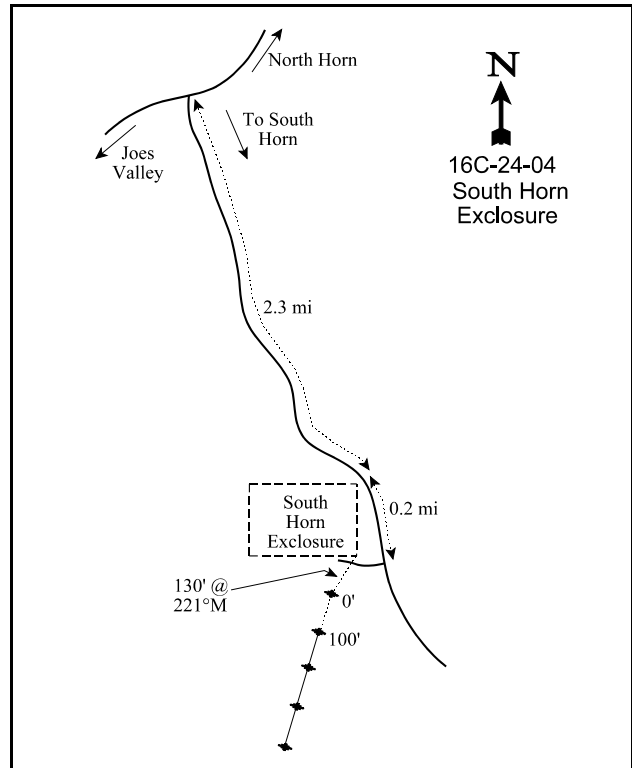 North Horn
N
To South
Horn
Joes
Valley
16C-24-04
South Horn
Exclosure
2.3 mi
South
Horn
Exclosure
0.2 mi
130' @
221°M
0'
100'